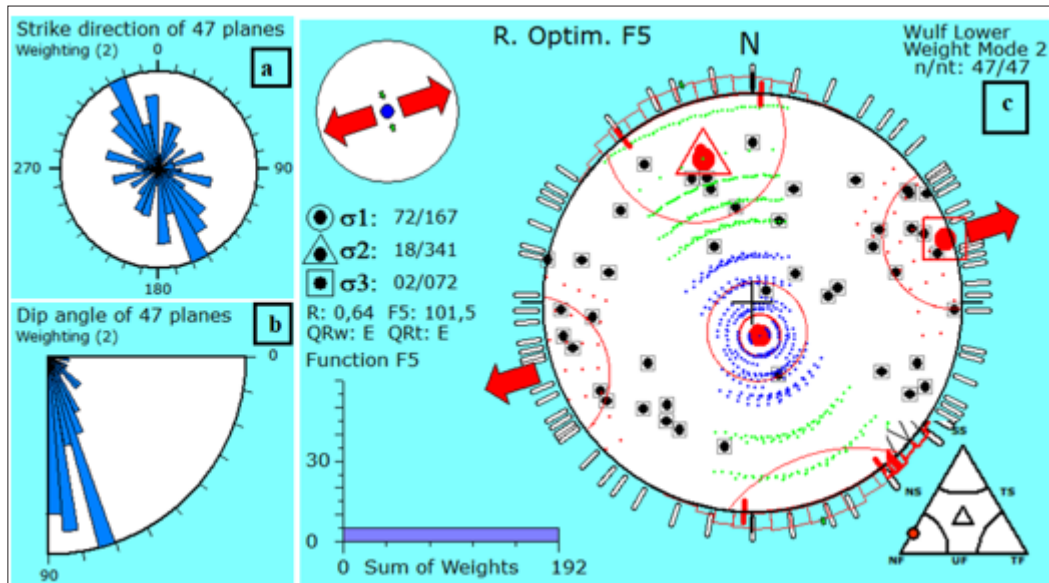 Strike direction of 47 planes
Weighting (2)
0
a
270
90
180
Dip angle of 47 planes
Weighting (2)
b
0
90
R. Optim. F5
N
Wulf Lower
Weight Mode 2
n/nt: 47/47
c
σ1: 72/167
σ2: 18/341
σ3: 02/072
R: 0,64 F5: 101,5
QRw: E QRt: E
Function F5
30
0
0 Sum of Weights 192
SS
NS TS
NF UF TF